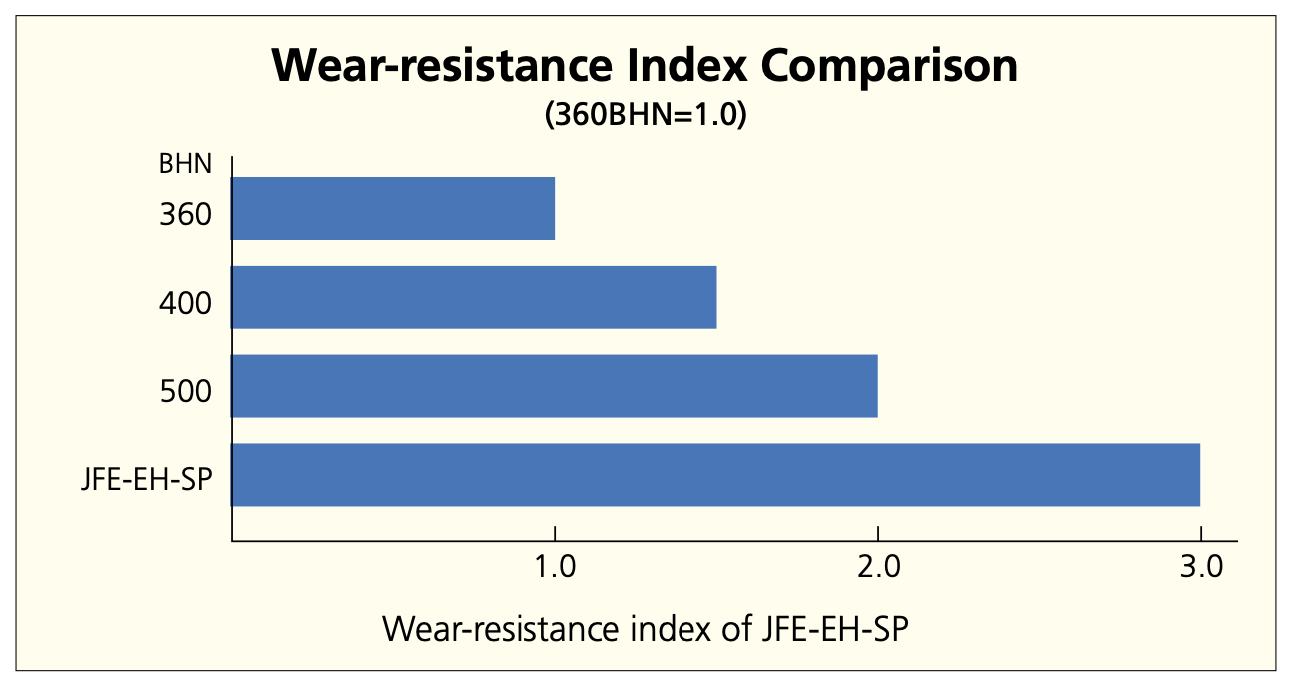 Wear-resistance Index Comparison
(360BHN=1.0)
BHN
360
400
500
JFE-EH-SP
1.0 2.0 3.0
Wear-resistance index of JFE-EH-SP